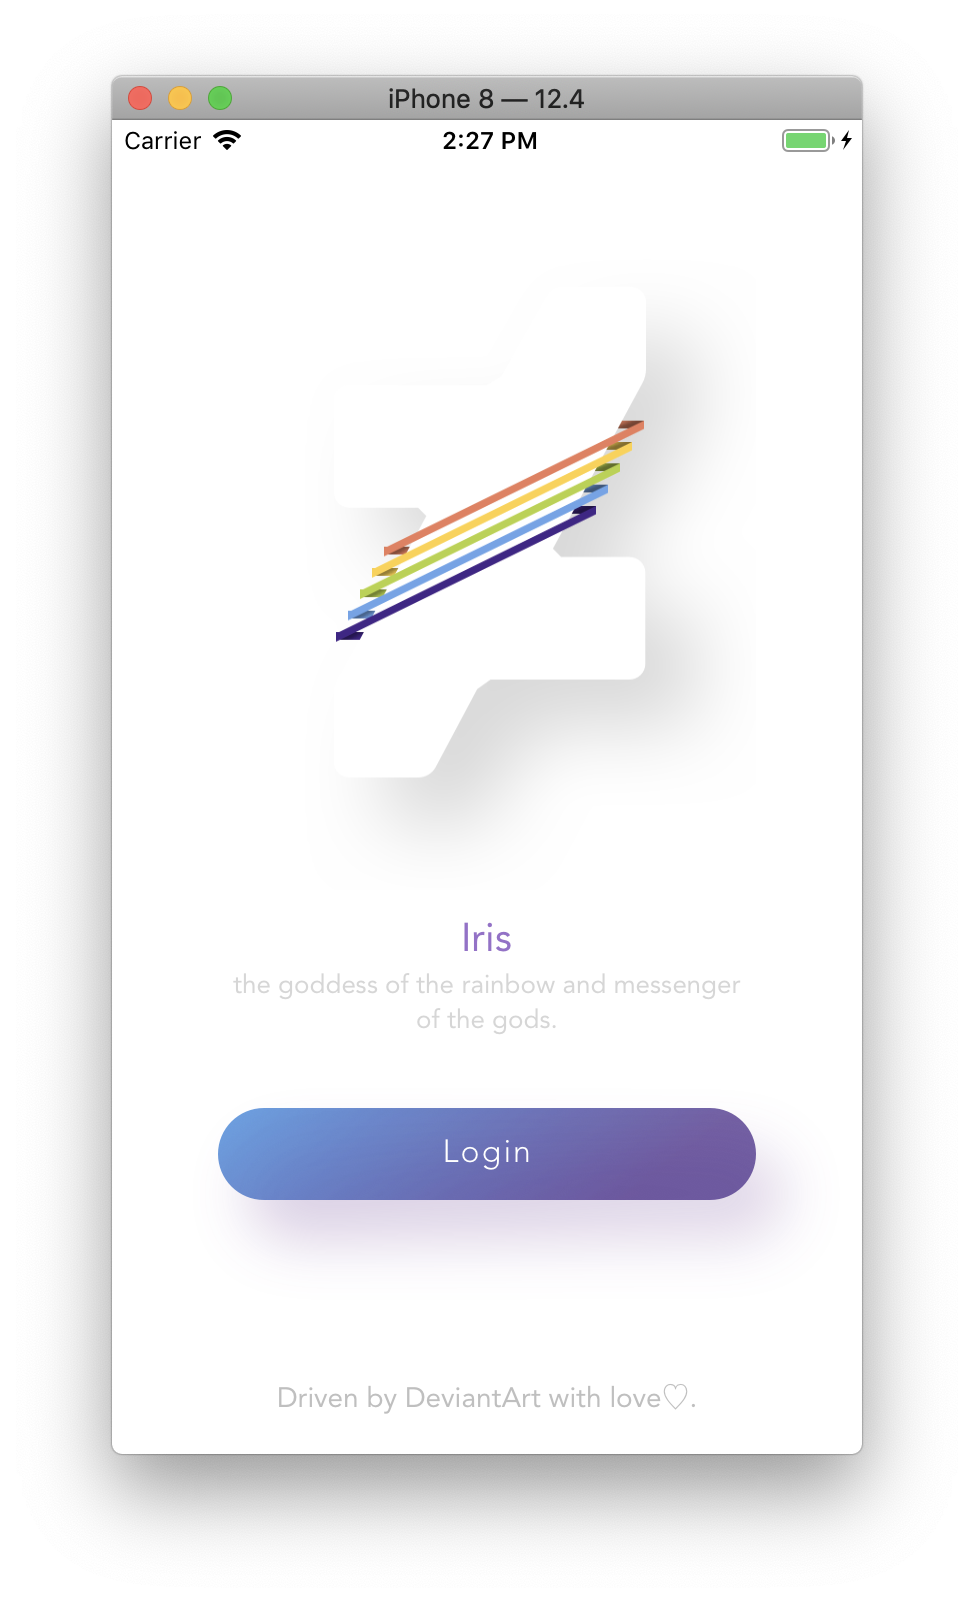 iPhone 8 — 12.4
Carrier 2:27 PM
Iris
the goddess of the rainbow and messenger
of the gods.
Login
Driven by DeviantArt with love♡.